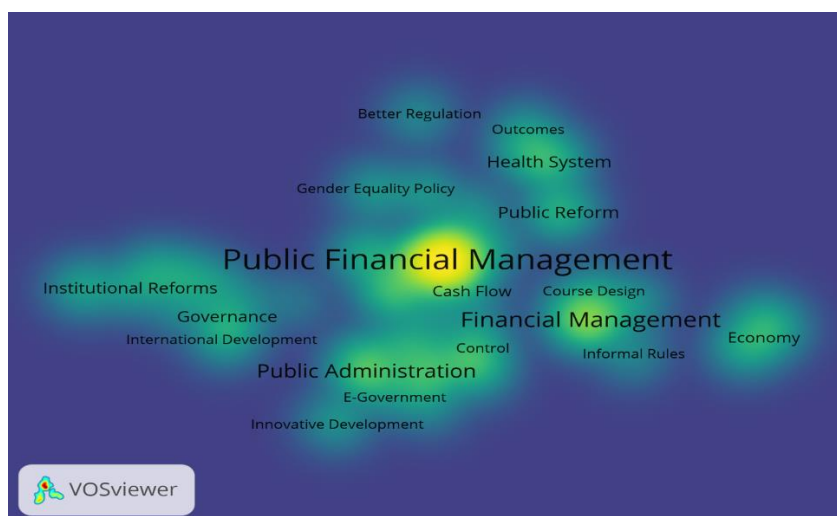 Better Regulation
Outcomes
Health System
Gender Equality Policy
Public Reform
Public Financial Management
Institutional Reforms
Cash Flow
Course Design
Governance
Financial Management
International Development
Economy
Control
Informal Rules
Public Administration
E-Government
Innovative Development
VOSviewer